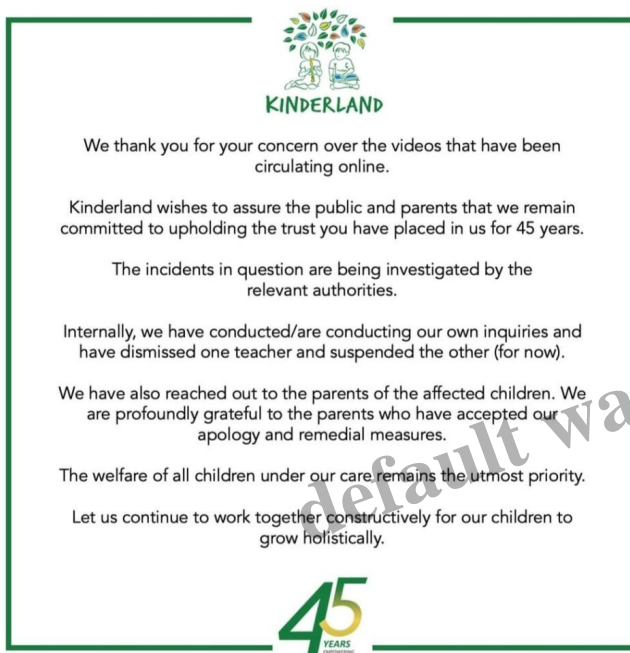 KINDERLAND
We thank you for your concern over the videos that have been
circulating online.
Kinderland wishes to assure the public and parents that we remain
committed to upholding the trust you have placed in us for 45 years.
The incidents in question are being investigated by the
relevant authorities.
Internally, we have conducted/are conducting our own inquiries and
have dismissed one teacher and suspended the other (for now).
We have also reached out to the parents of the affected children. We
are profoundly grateful to the parents who have accepted our
apology and remedial measures.
default wa
The welfare of all children under our care remains the utmost priority.
Let us continue to work together constructively for our children to
grow holistically.
45
YEARS